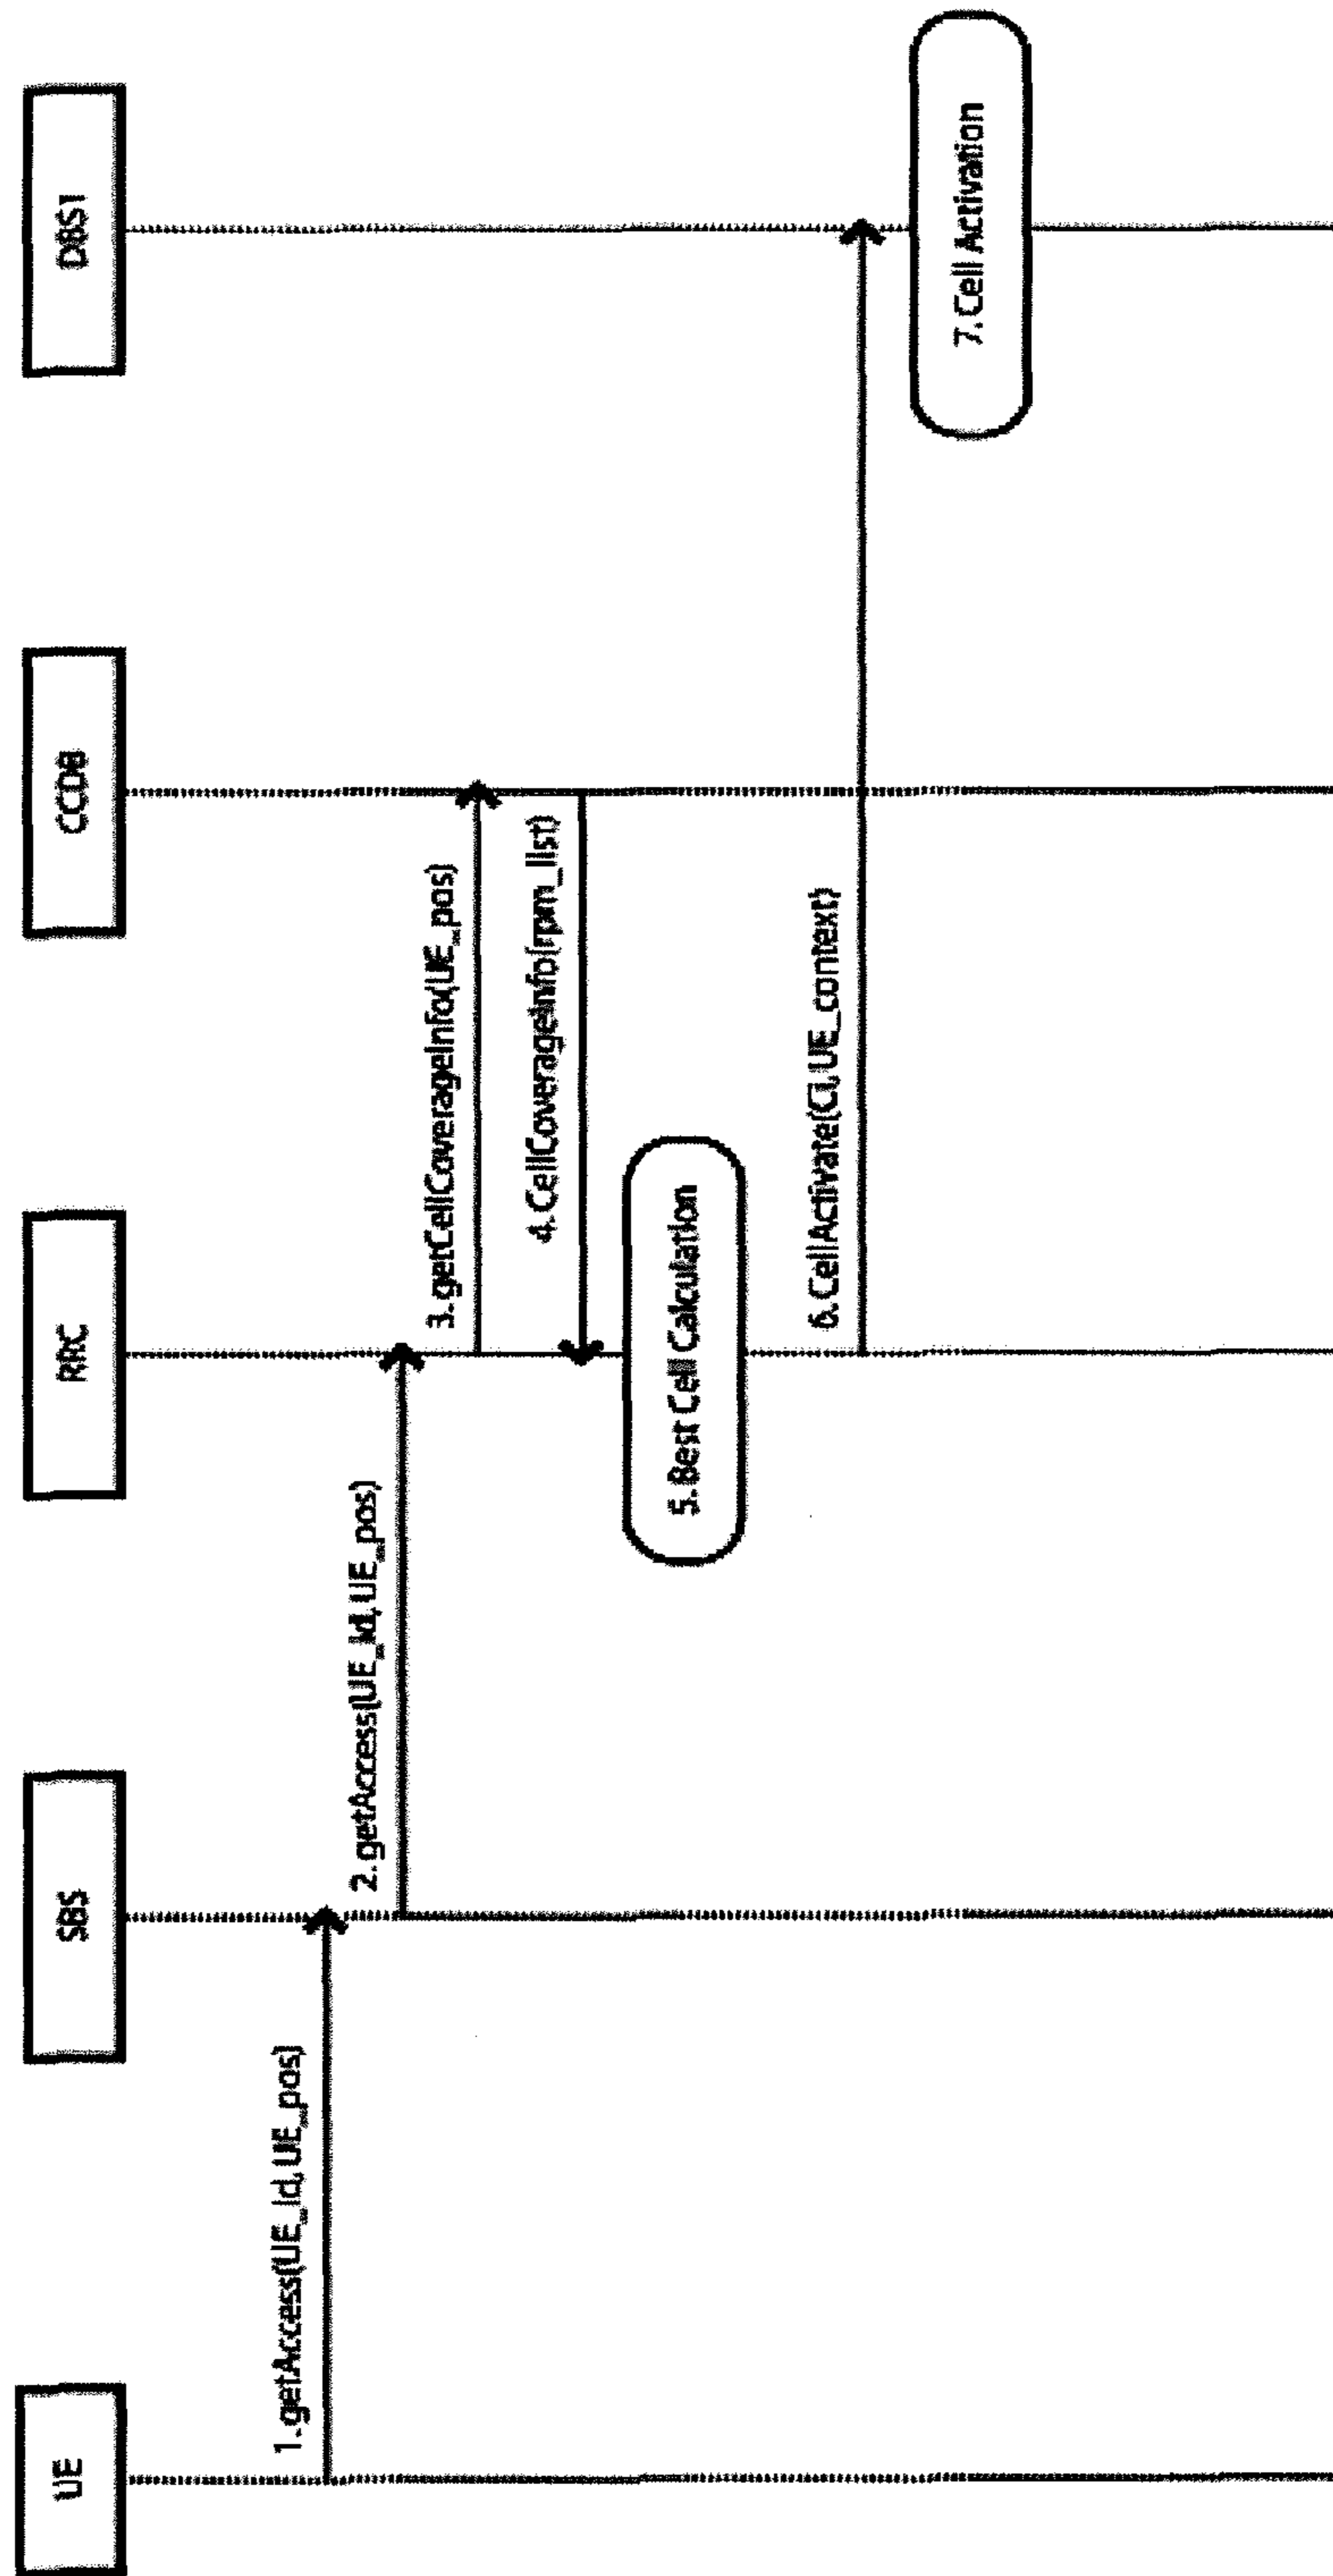 UE
SBS
RRC
CCDB
DBS1
1.getAccess(UE_id,UE_pos)
2.getAccess(UE_id,UE_pos)
3.getCellCoverageInfo(UE_pos)
4.CellCoverageInfo(rpm_list)
5.Best Cell Calculation
6.CellActivate(Ci,UE_context)
7.Cell Activation